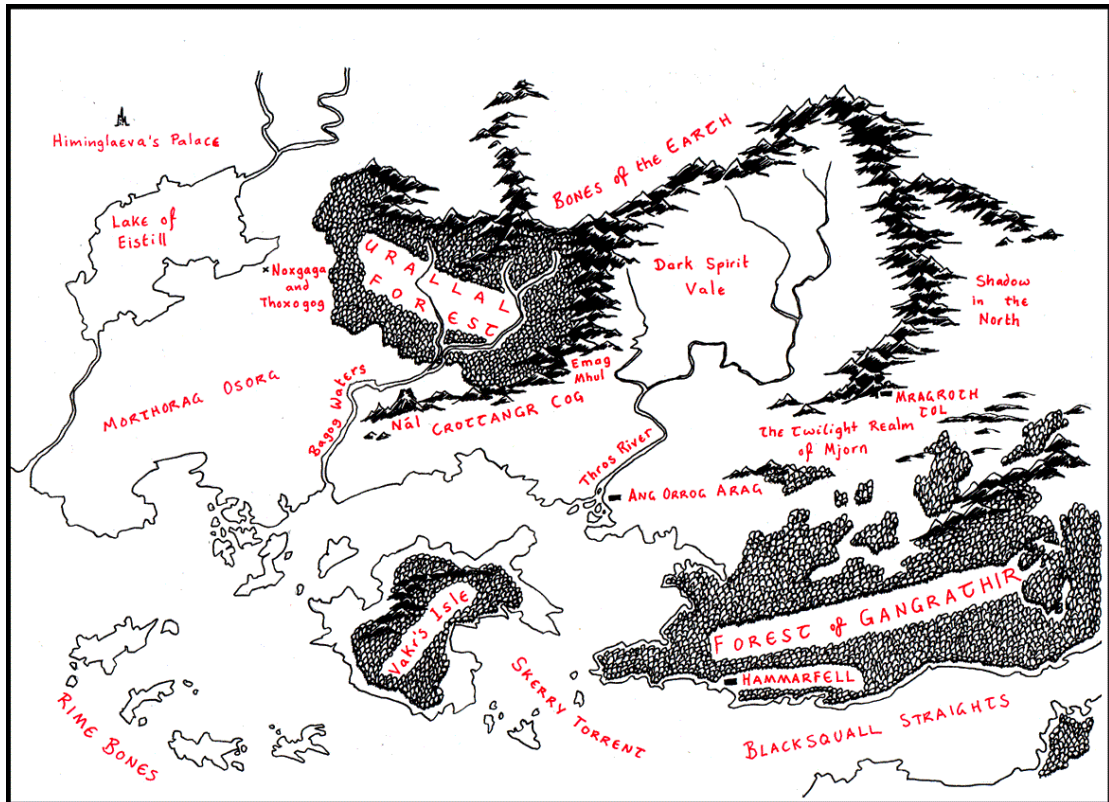 Himinglaeva's Palace
BONES of the EARTH
Lake of
Eistill
URALLAL
FOREST
Noxgaga
and
Thoxogog
Dark Spirit
Vale
Shadow
in the
North
MORTHORAG OSORG
Bagog Waters
Emag
Mhul
Nál
CROTTANGR COG
MRAGROTH
TOL
The Twilight Realm
of Mjorn
Thros River
ANG ORROG ARAG
Vakr's Isle
FOREST of GANGRATHIR
HAMMARFELL
SKERRY TORRENT
RIME BONES
BLACKSQUALL STRAIGHTS